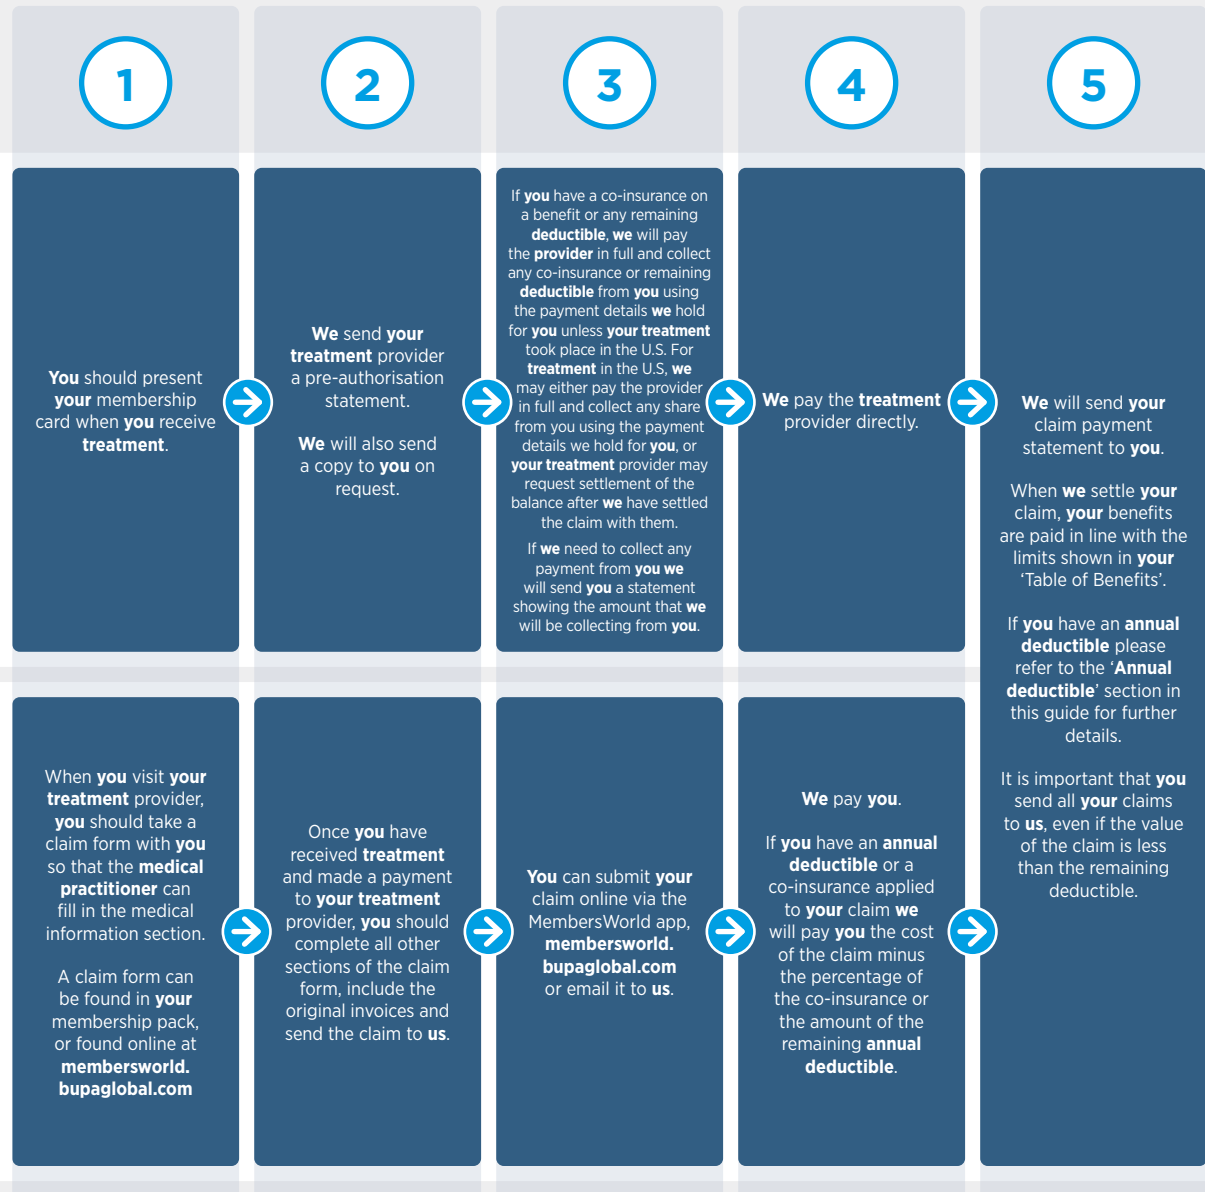 1
2
3
4
5
You should present
your membership
card when you receive
treatment.
We send your
treatment provider
a pre-authorisation
statement.
We will also send
a copy to you on
request.
If you have a co-insurance on
a benefit or any remaining
deductible, we will pay
the provider in full and collect
any co-insurance or remaining
deductible from you using
the payment details we hold
for you unless your treatment
took place in the U.S. For
treatment in the U.S, we
may either pay the provider
in full and collect any share
from you using the payment
details we hold for you, or
your treatment provider may
request settlement of the
balance after we have settled
the claim with them.
If we need to collect any
payment from you we
will send you a statement
showing the amount that we
will be collecting from you.
We pay the treatment
provider directly.
We will send your
claim payment
statement to you.
When we settle your
claim, your benefits
are paid in line with the
limits shown in your
‘Table of Benefits’.
If you have an annual
deductible please
refer to the ‘Annual
deductible’ section in
this guide for further
details.
It is important that you
send all your claims
to us, even if the value
of the claim is less
than the remaining
deductible.
When you visit your
treatment provider,
you should take a
claim form with you
so that the medical
practitioner can
fill in the medical
information section.
A claim form can
be found in your
membership pack,
or found online at
membersworld.
bupaglobal.com
Once you have
received treatment
and made a payment
to your treatment
provider, you should
complete all other
sections of the claim
form, include the
original invoices and
send the claim to us.
You can submit your
claim online via the
MembersWorld app,
membersworld.
bupaglobal.com
or email it to us.
We pay you.
If you have an annual
deductible or a
co-insurance applied
to your claim we
will pay you the cost
of the claim minus
the percentage of
the co-insurance or
the amount of the
remaining annual
deductible.